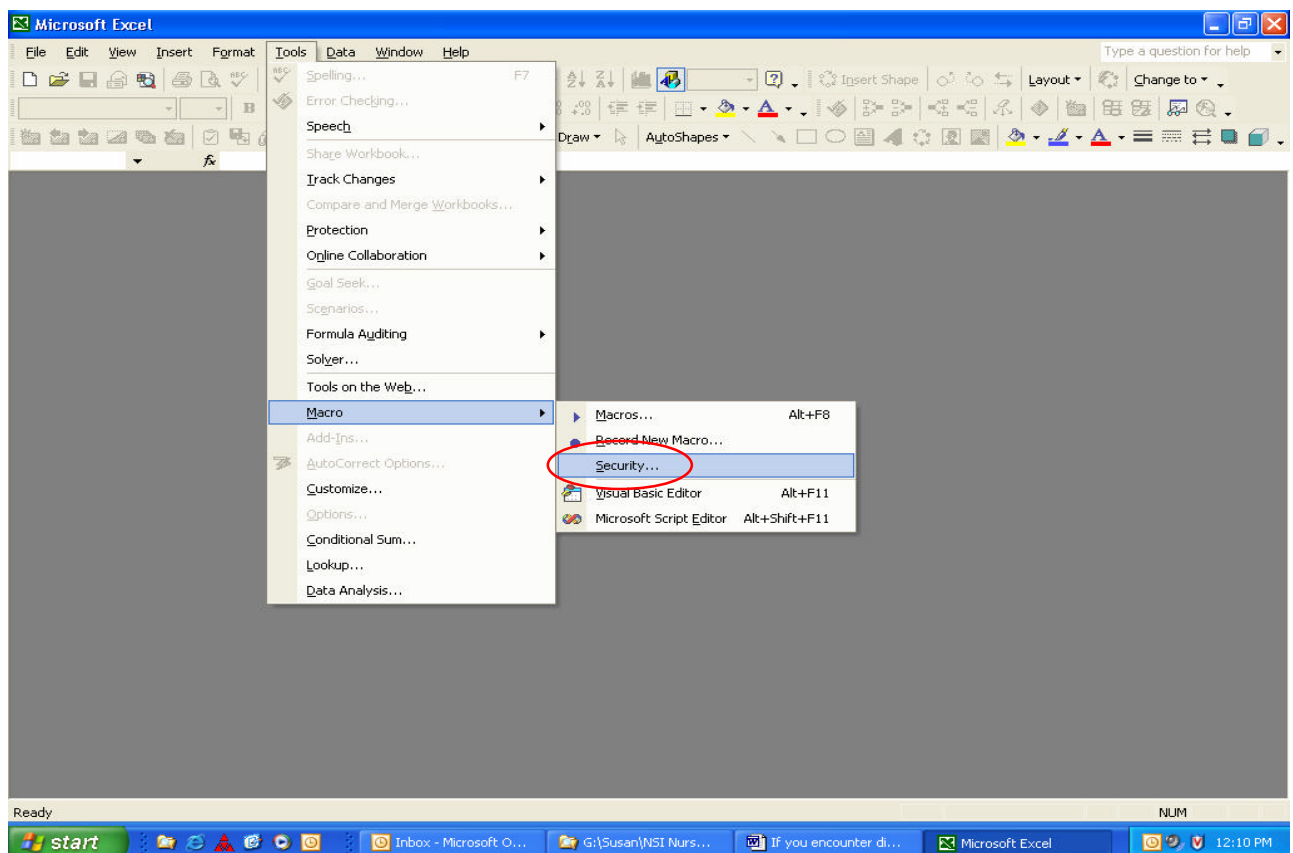 Microsoft Excel
File Edit View Insert Format Tools Data Window Help Type a question for help
Spelling... F7
Insert Shape Layout Change to
Error Checking...
B
Speech
Draw AutoShapes
Share Workbook...
fx
Track Changes
Compare and Merge Workbooks...
Protection
Online Collaboration
Goal Seek...
Scenarios...
Formula Auditing
Solver...
Tools on the Web...
Macro
Macros... Alt+F8
Add-Ins...
Record New Macro...
AutoCorrect Options...
Security...
Customize...
Visual Basic Editor Alt+F11
Options...
Microsoft Script Editor Alt+Shift+F11
Conditional Sum...
Lookup...
Data Analysis...
Ready NUM
start Inbox - Microsoft O... G:\Susan\NSI Nurs... If you encounter di... Microsoft Excel 12:10 PM